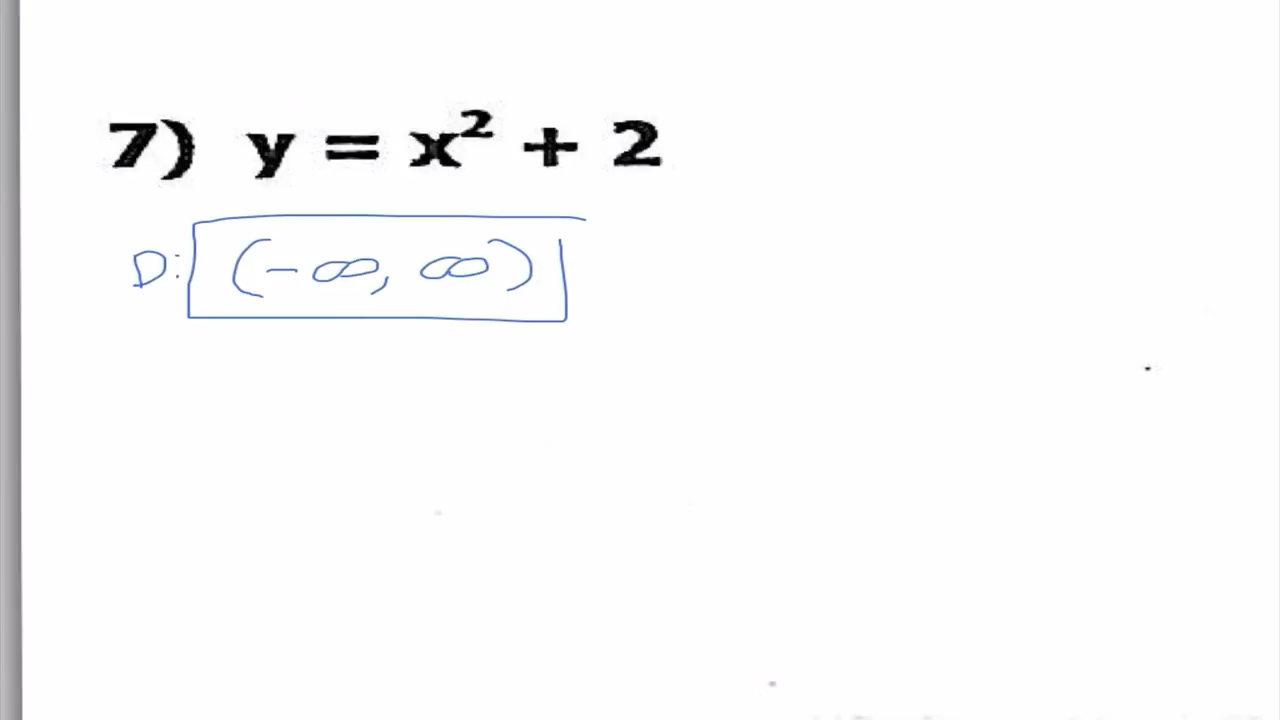 7) y = x² + 2
D: (-∞, ∞)